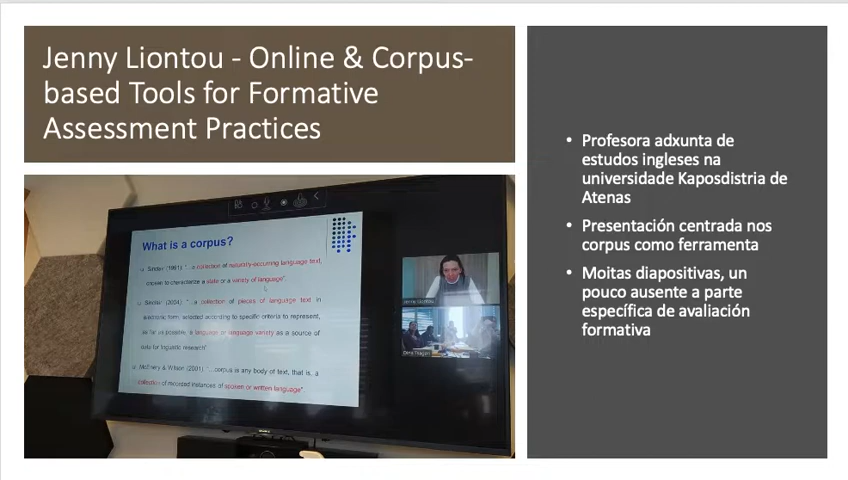 Jenny Liontou - Online & Corpus-
based Tools for Formative
Assessment Practices
What is a corpus?
Sinclair (1991) "...a collection of naturally-occurring language text,
chosen to characterize a state or a variety of language".
Sinclair (2004): "...a collection of pieces of language text in
electronic form, selected according to specific criteria to represent,
as far as possible, a language or language variety as a source of
data for linguistic research"
McEnery & Wilson (2001): "...corpus is any body of text, that is, a
collection of recorded instances of spoken or written language".
Jenny Liontou
• Profesora adxunta de
estudos ingleses na
universidade Kaposdistria de
Atenas
• Presentación centrada nos
corpus como ferramenta
• Moitas diapositivas, un
pouco ausente a parte
específica de avaliación
formativa